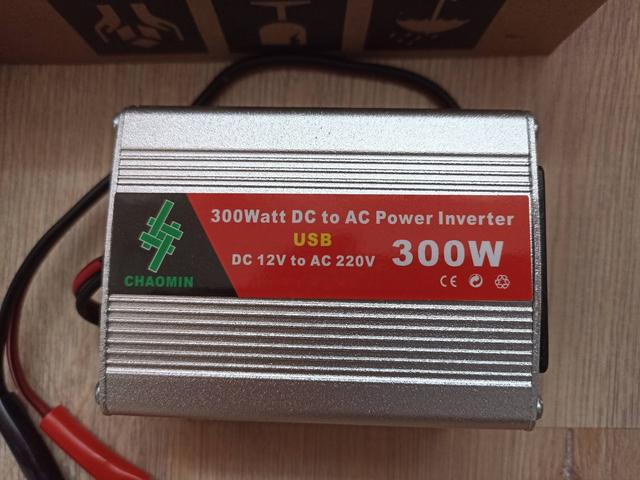 300Watt DC to AC Power Inverter
USB
DC 12V to AC 220V
300W
CHAOMIN
CE